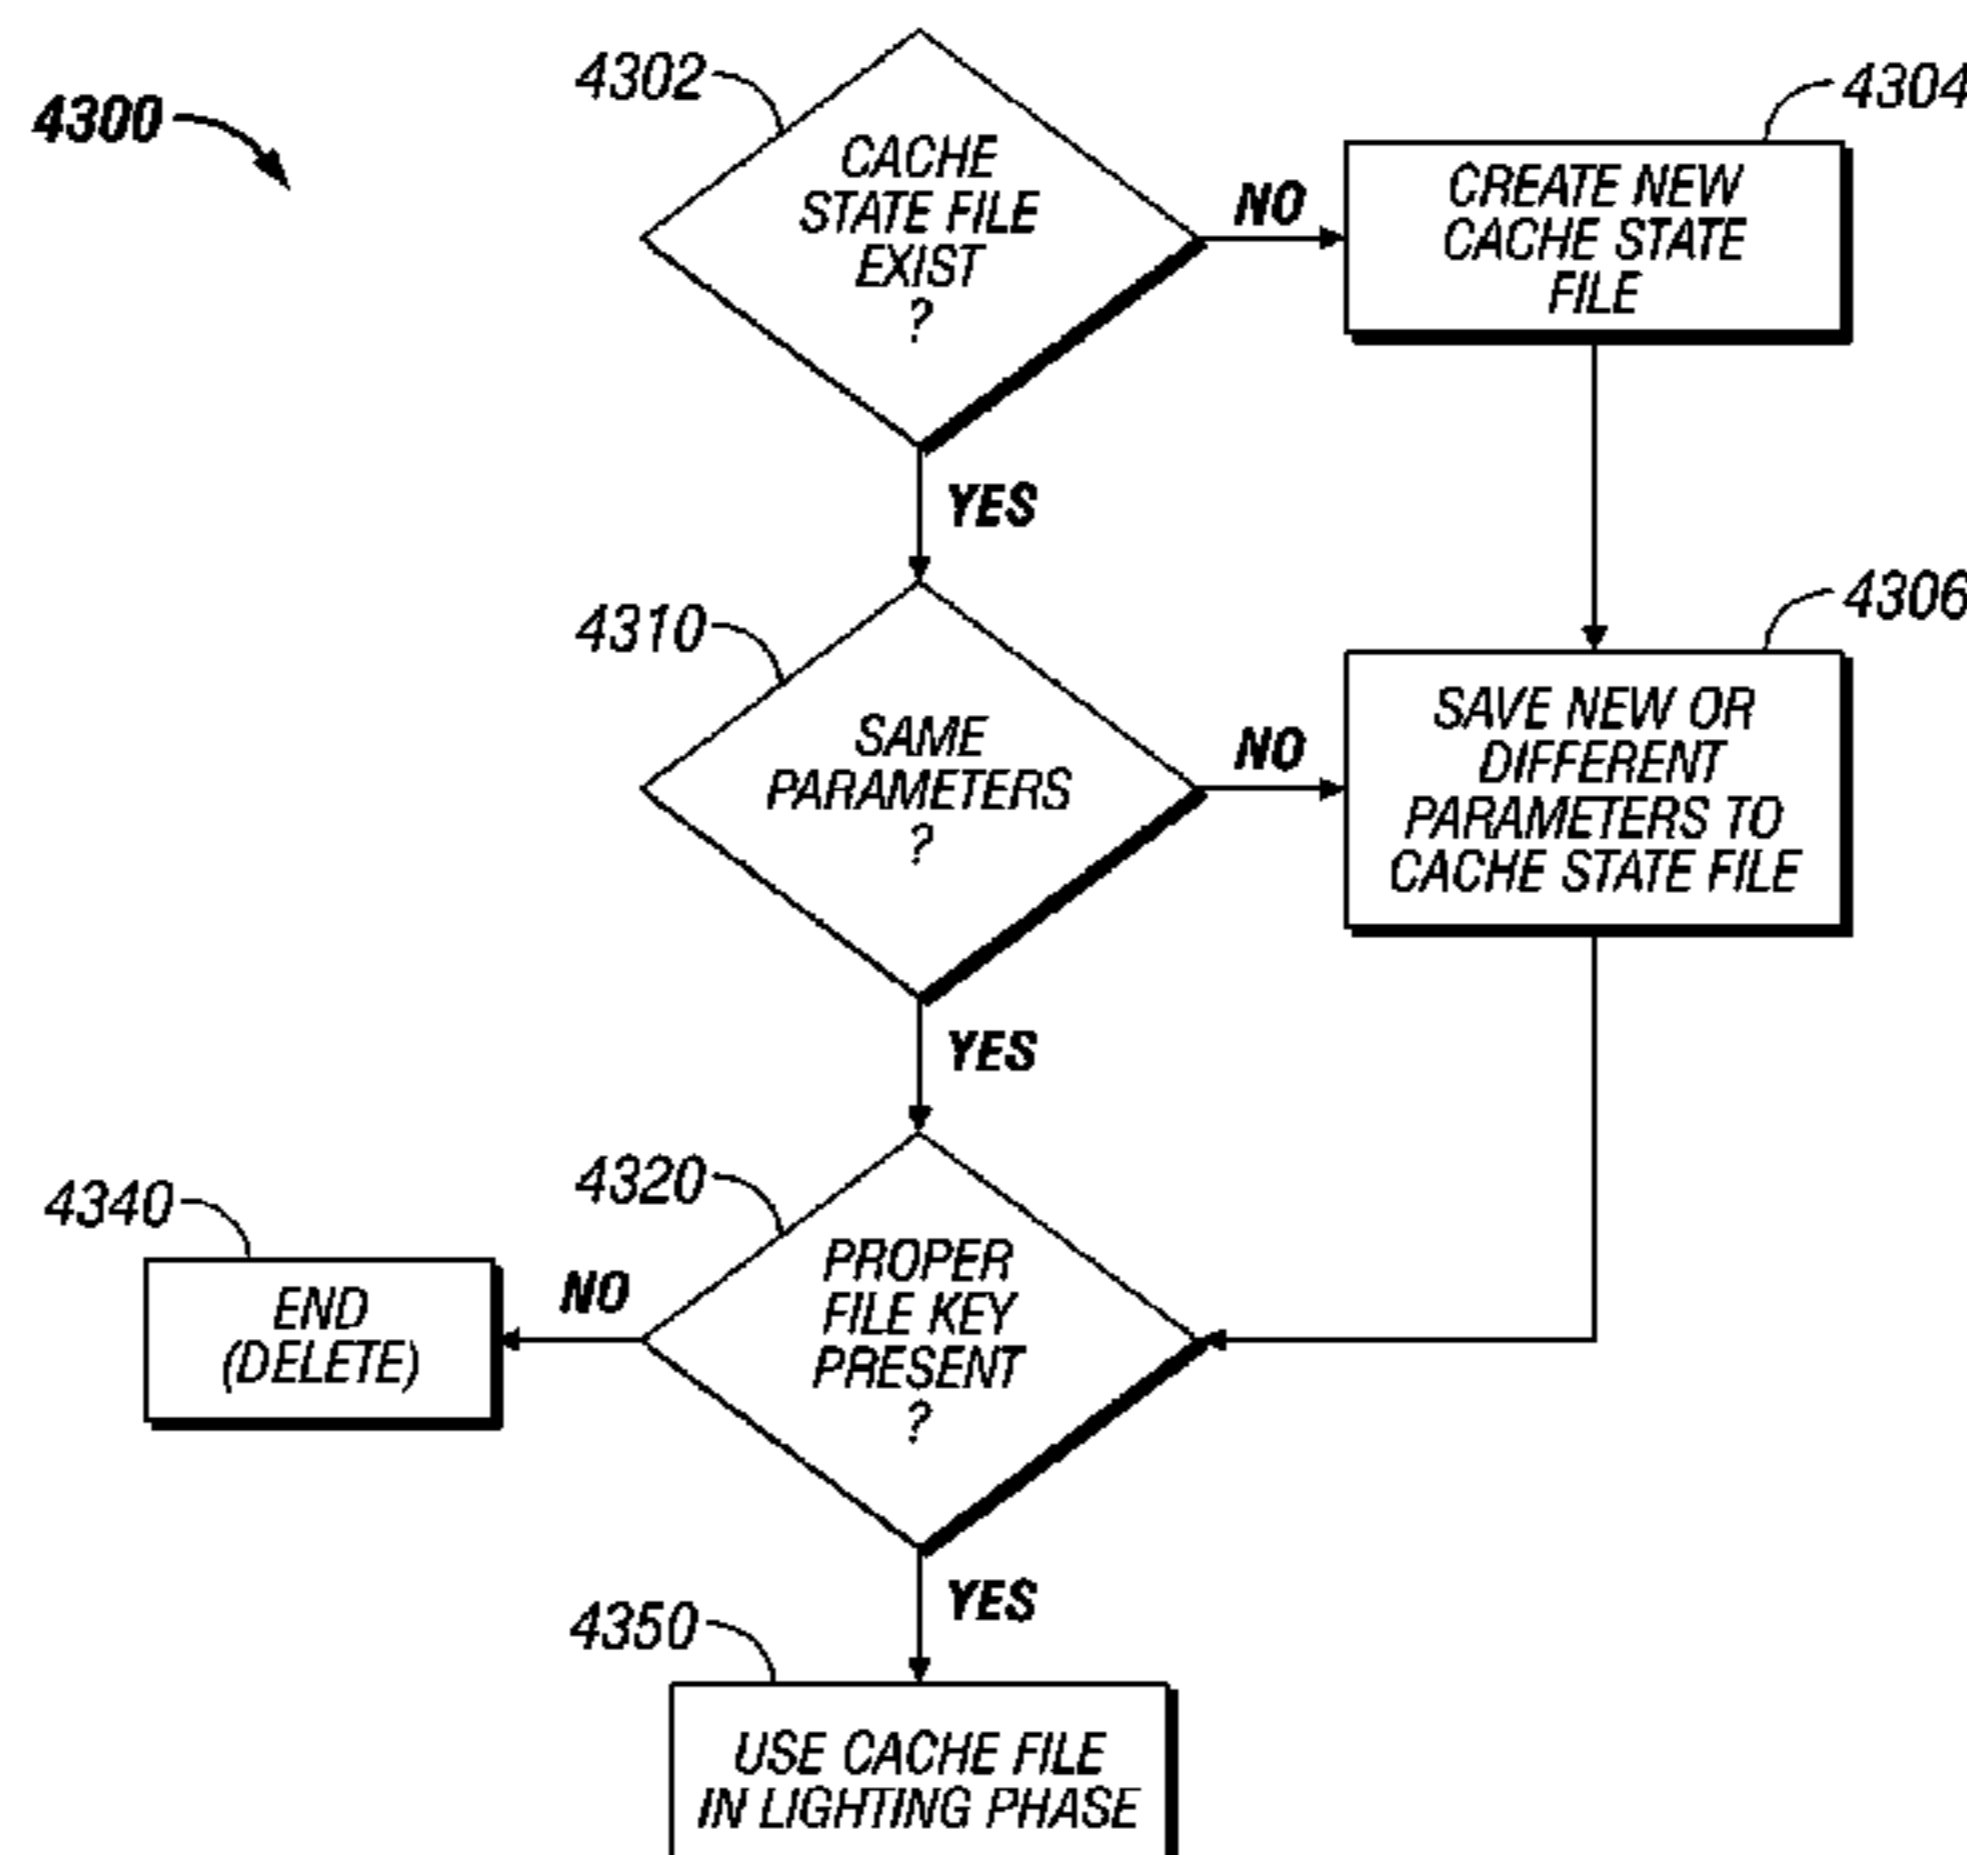 4300
4302
CACHE
STATE FILE
EXIST
?
NO
4304
CREATE NEW
CACHE STATE
FILE
YES
4310
SAME
PARAMETERS
?
NO
4306
SAVE NEW OR
DIFFERENT
PARAMETERS TO
CACHE STATE FILE
YES
4320
PROPER
FILE KEY
PRESENT
?
NO
4340
END
(DELETE)
YES
4350
USE CACHE FILE
IN LIGHTING PHASE